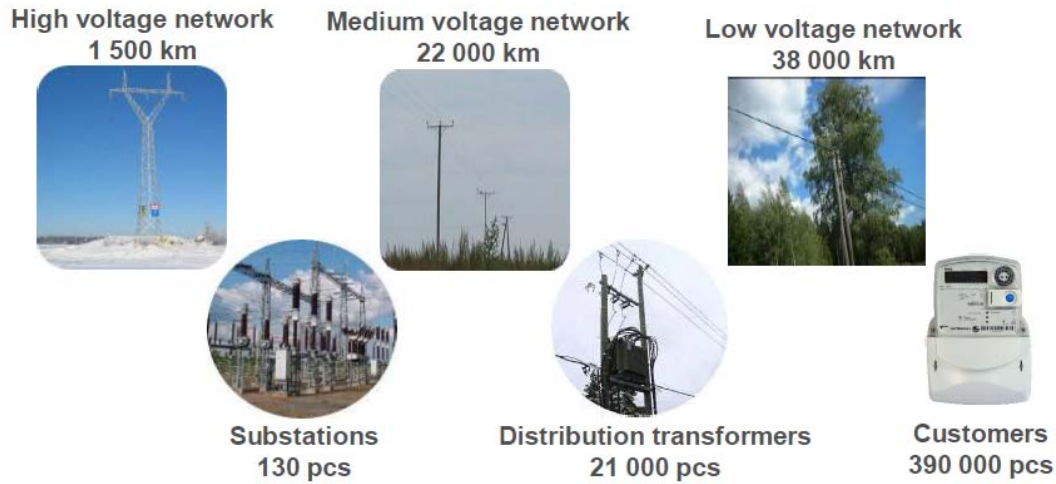 High voltage network
1 500 km
Medium voltage network
22 000 km
Low voltage network
38 000 km
Substations
130 pcs
Distribution transformers
21 000 pcs
Customers
390 000 pcs